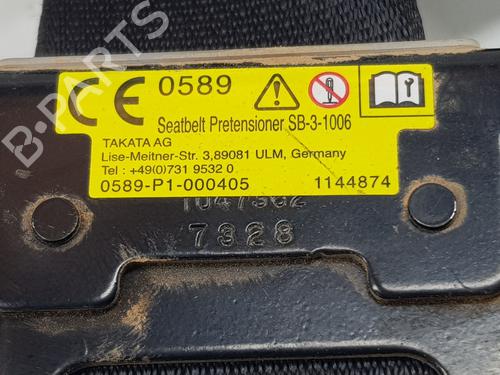 B-PARTS
CE 0589
Seatbelt Pretensioner SB-3-1006
TAKATA AG
Lise-Meitner-Str. 3,89081 ULM, Germany
Tel : +49(0)731 9532 0
0589-P1-000405 1144874
7328